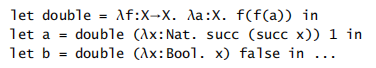 let double = λf:X→X. λa:X. f(f(a)) in
let a = double (λx:Nat. succ (succ x)) 1 in
let b = double (λx:Bool. x) false in ...